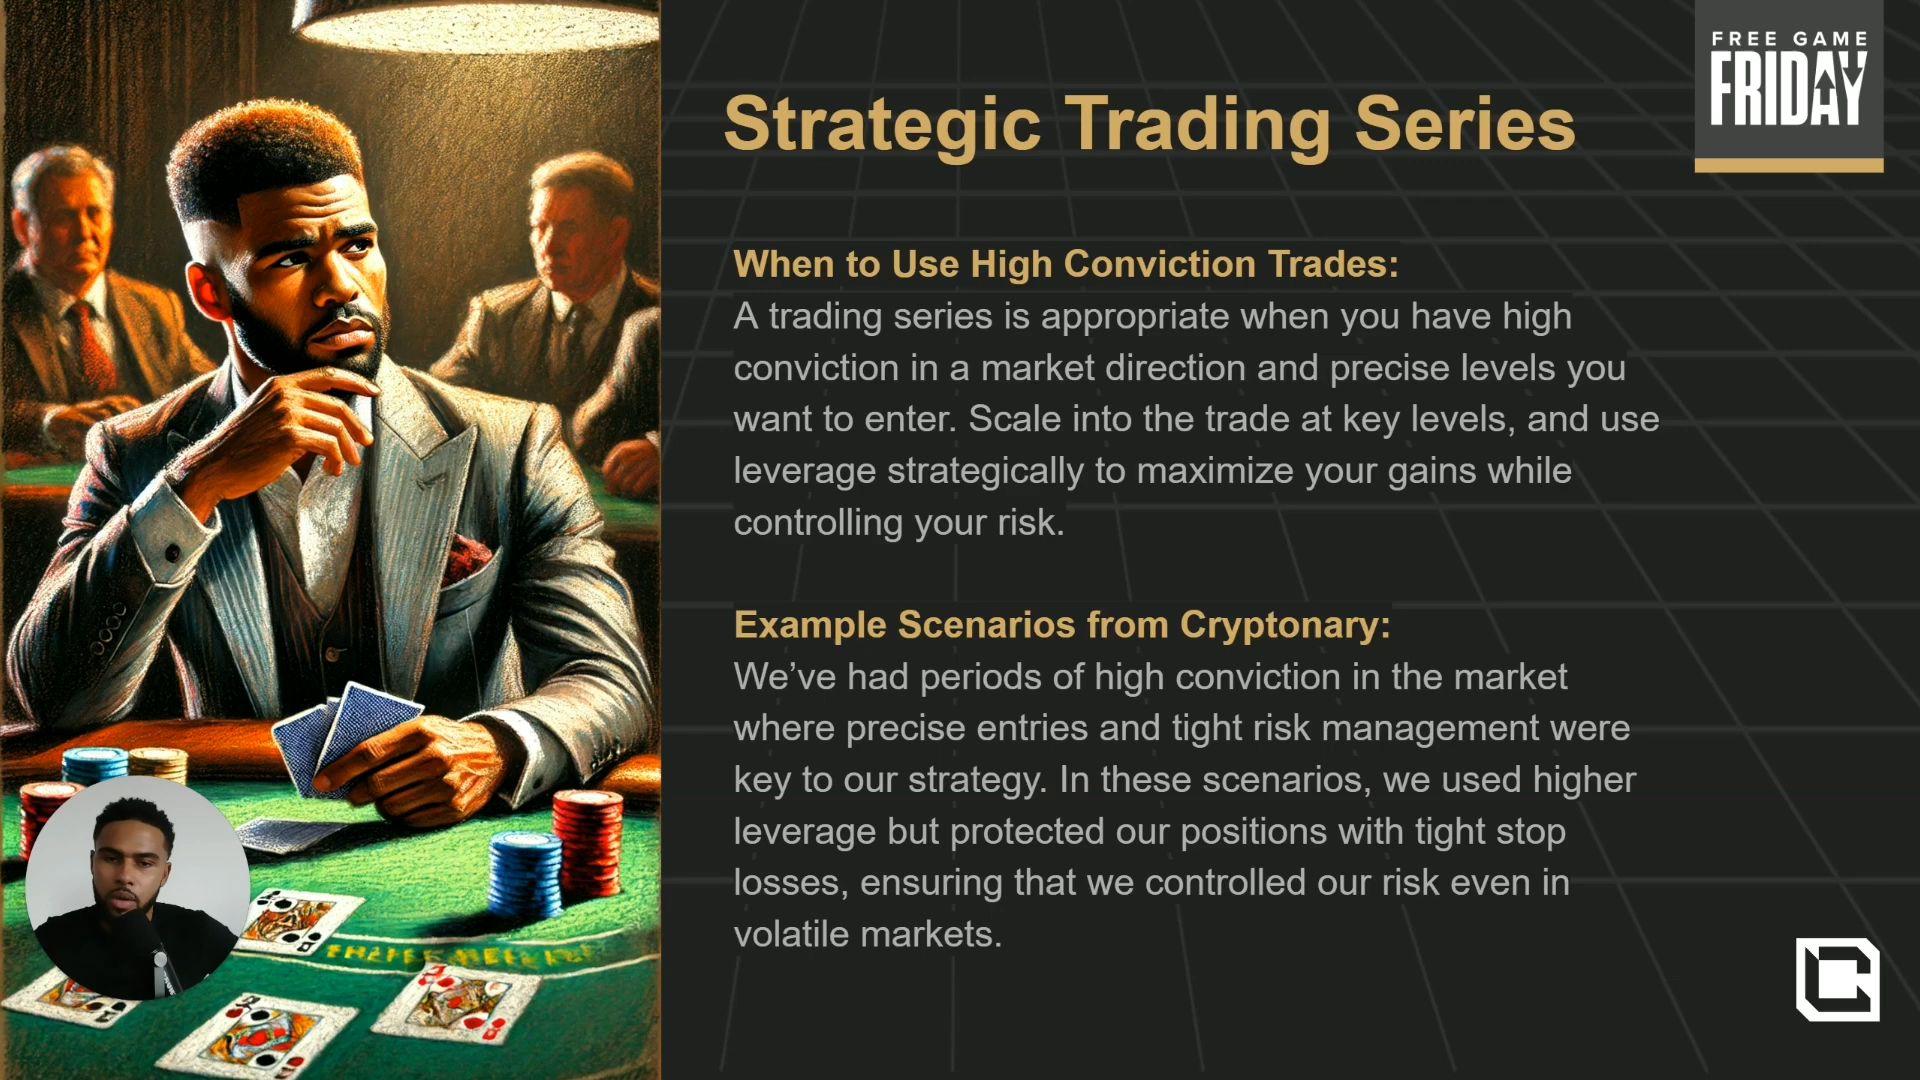 FREE GAME
FRIDAY
Strategic Trading Series
When to Use High Conviction Trades:
A trading series is appropriate when you have high
conviction in a market direction and precise levels you
want to enter. Scale into the trade at key levels, and use
leverage strategically to maximize your gains while
controlling your risk.
Example Scenarios from Cryptonary:
We’ve had periods of high conviction in the market
where precise entries and tight risk management were
key to our strategy. In these scenarios, we used higher
leverage but protected our positions with tight stop
losses, ensuring that we controlled our risk even in
volatile markets.